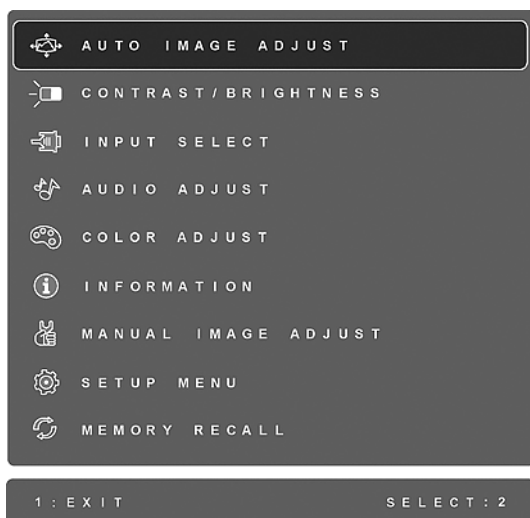 AUTO IMAGE ADJUST
CONTRAST/BRIGHTNESS
INPUT SELECT
AUDIO ADJUST
COLOR ADJUST
INFORMATION
MANUAL IMAGE ADJUST
SETUP MENU
MEMORY RECALL
1:EXIT SELECT:2